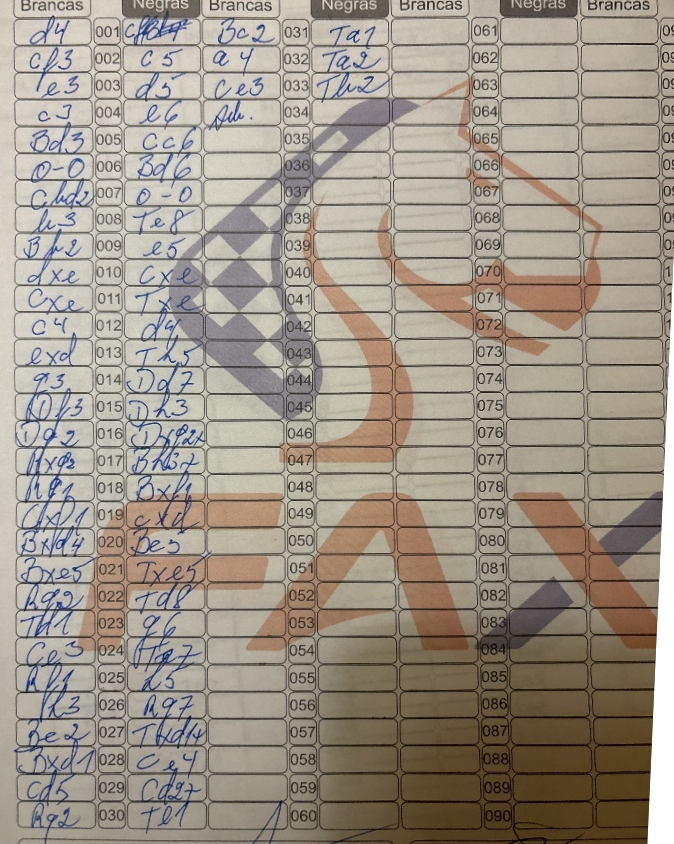 Brancas Negras Brancas Negras Brancas Negras Brancas
d4 001 Bc2 031 Ta1 061
cf3 002 c5 a4 032 Ta2 062
e3 003 d5 Ce3 033 Th2 063
c3 004 e6 034 064
Bd3 005 Cc6 035 065
0-0 006 Bd6 036 066
Cbd2 007 0-0 037 067
h3 008 Te8 038 068
009 e5 039 069
dxe 010 Cxe 040 070
Cxe 011 Txe 041 071
c4 012 d4 042 072
exd 013 Th5 043 073
g3 014 Dd7 044 074
Df3 015 Dh3 045 075
Dg2 016 Dxg2+ 046 076
Rxg2 017 Bh3+ 047 077
Rg1 018 Bxf1 048 078
Cxf1 019 cxd 049 079
Bxd4 020 Be5 050 080
Bxe5 021 Txe5 051 081
Rg2 022 Td8 052 082
Td1 023 g6 053 083
Ce3 024 054 084
Rf1 025 h5 055 085
026 Rg7 056 086
Be2 027 Txd1+ 057 087
Bxd1 028 Ce4 058 088
Cd5 029 Cd2+ 059 089
Rg2 030 Te1 060 090
FAX